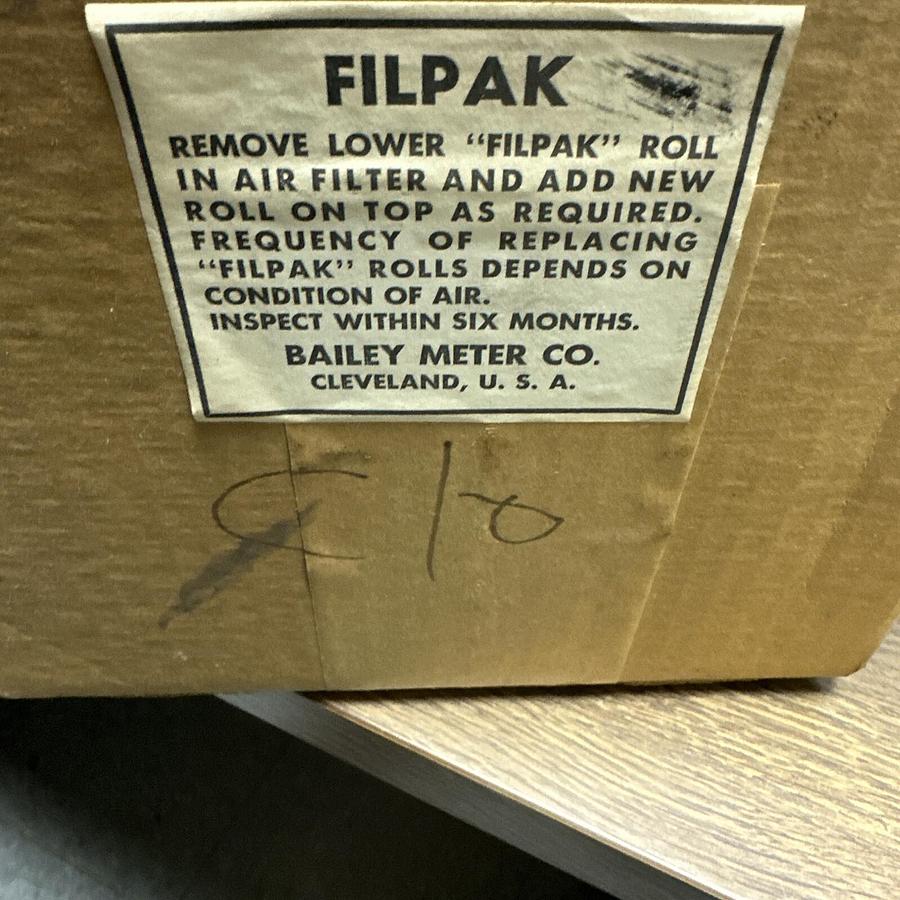 FILPAK
REMOVE LOWER “FILPAK” ROLL
IN AIR FILTER AND ADD NEW
ROLL ON TOP AS REQUIRED.
FREQUENCY OF REPLACING
“FILPAK” ROLLS DEPENDS ON
CONDITION OF AIR.
INSPECT WITHIN SIX MONTHS.
BAILEY METER CO.
CLEVELAND, U. S. A.